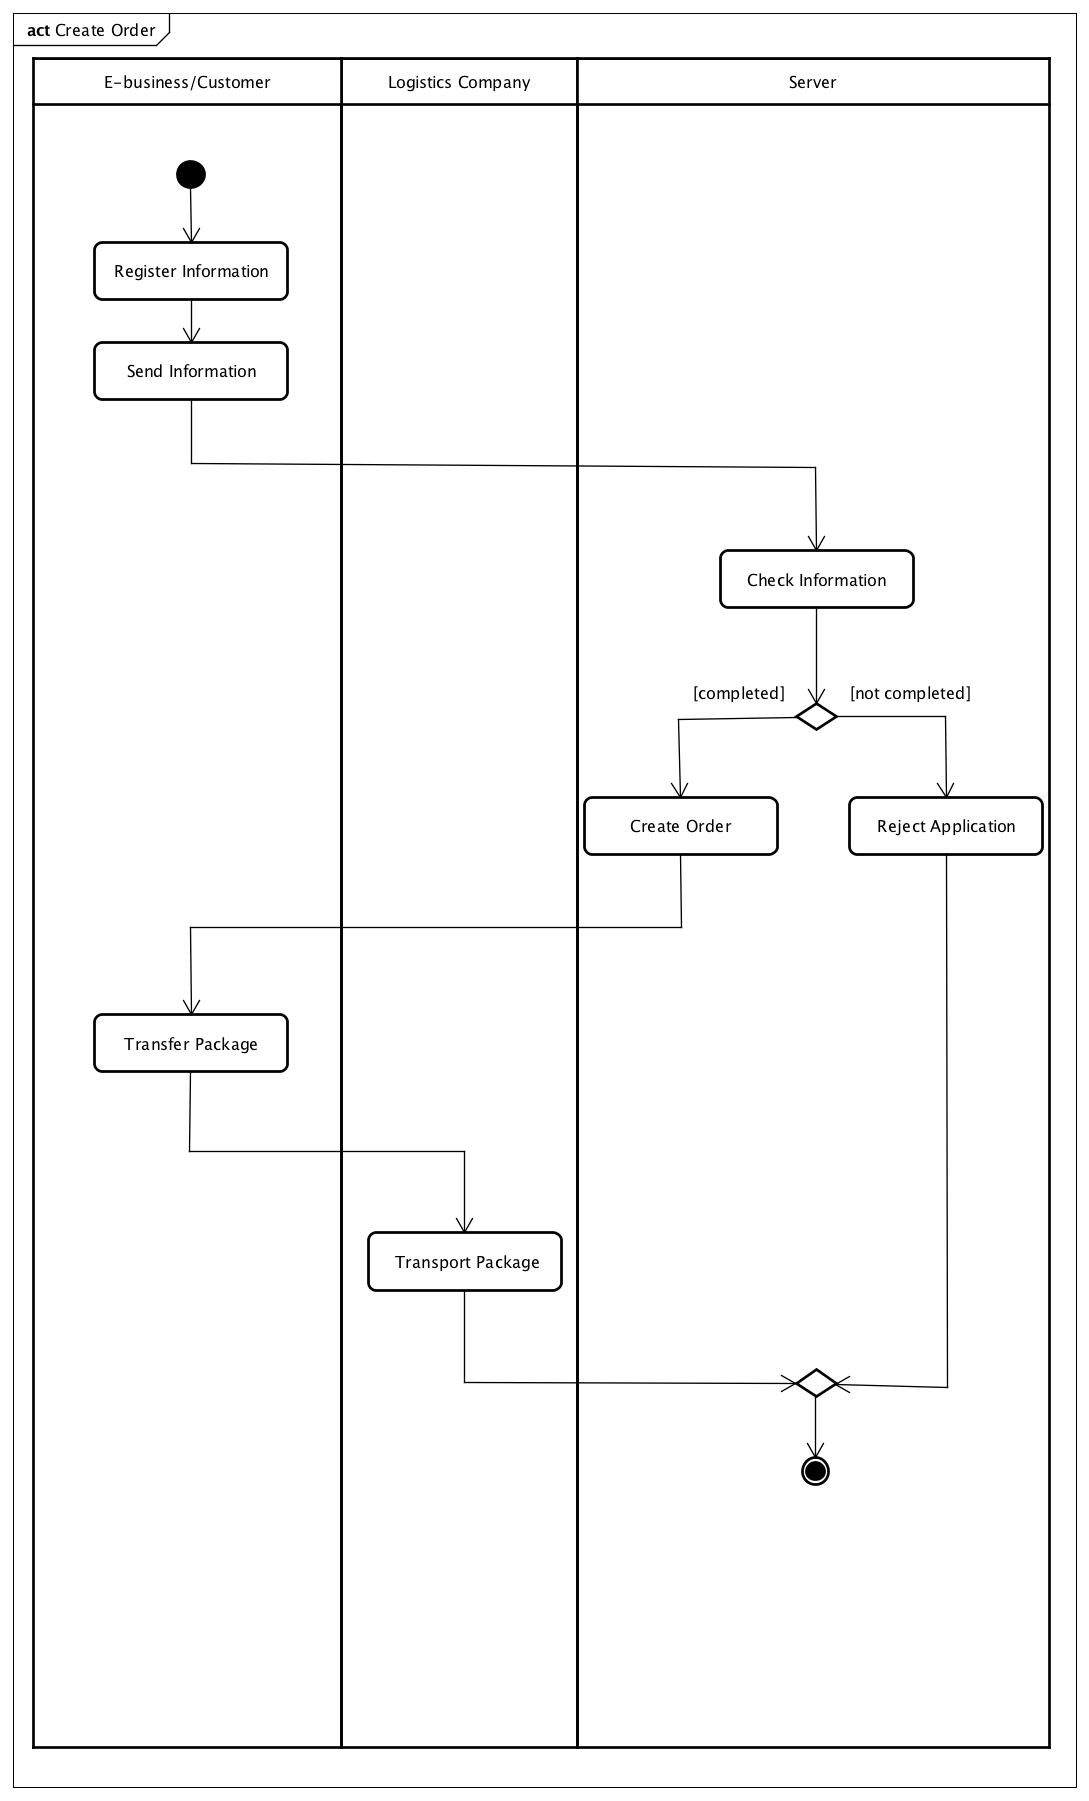 act Create Order
E-business/Customer
Logistics Company
Server
Register Information
Send Information
Check Information
[completed]
[not completed]
Create Order
Reject Application
Transfer Package
Transport Package